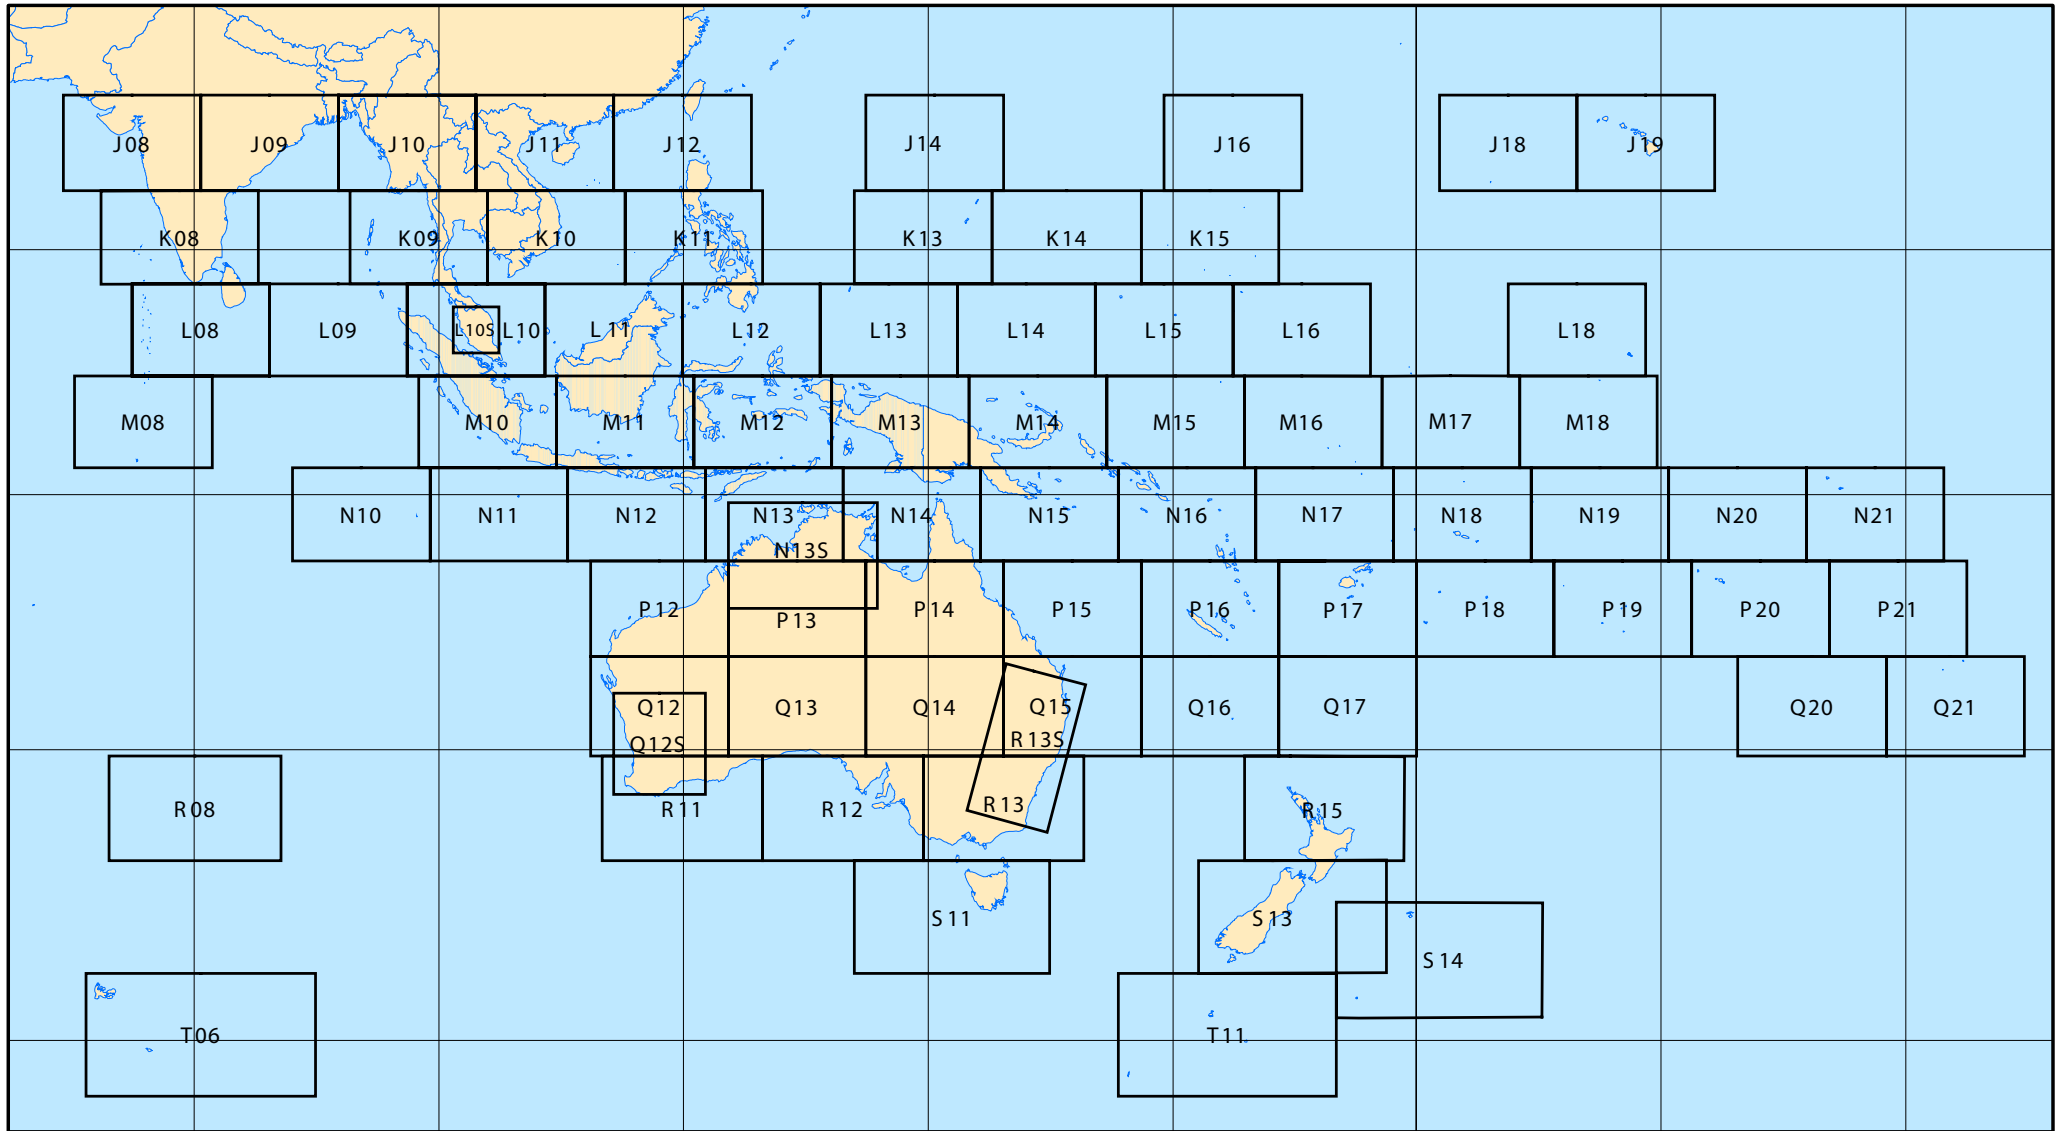 J08 J09 J10 J11 J12 J14 J16 J18 J19
K08 K09 K10 K11 K13 K14 K15
L08 L09 L10S L10 L11 L12 L13 L14 L15 L16 L18
M08 M10 M11 M12 M13 M14 M15 M16 M17 M18
N10 N11 N12 N13 N14 N15 N16 N17 N18 N19 N20 N21
N13S
P12 P13 P14 P15 P16 P17 P18 P19 P20 P21
Q12 Q13 Q14 Q15 Q16 Q17 Q20 Q21
Q12S R13S
R08 R11 R12 R13 R15
S11 S13
S14
T06 T11